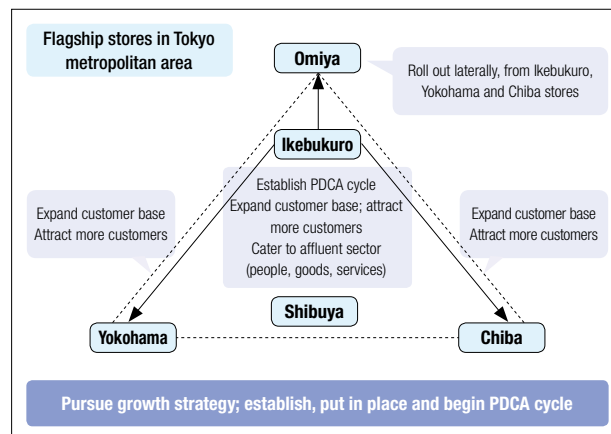 Flagship stores in Tokyo
metropolitan area
Omiya
Roll out laterally, from Ikebukuro,
Yokohama and Chiba stores
Ikebukuro
Establish PDCA cycle
Expand customer base; attract
more customers
Cater to affluent sector
(people, goods, services)
Expand customer base
Attract more customers
Expand customer base
Attract more customers
Shibuya
Yokohama
Chiba
Pursue growth strategy; establish, put in place and begin PDCA cycle